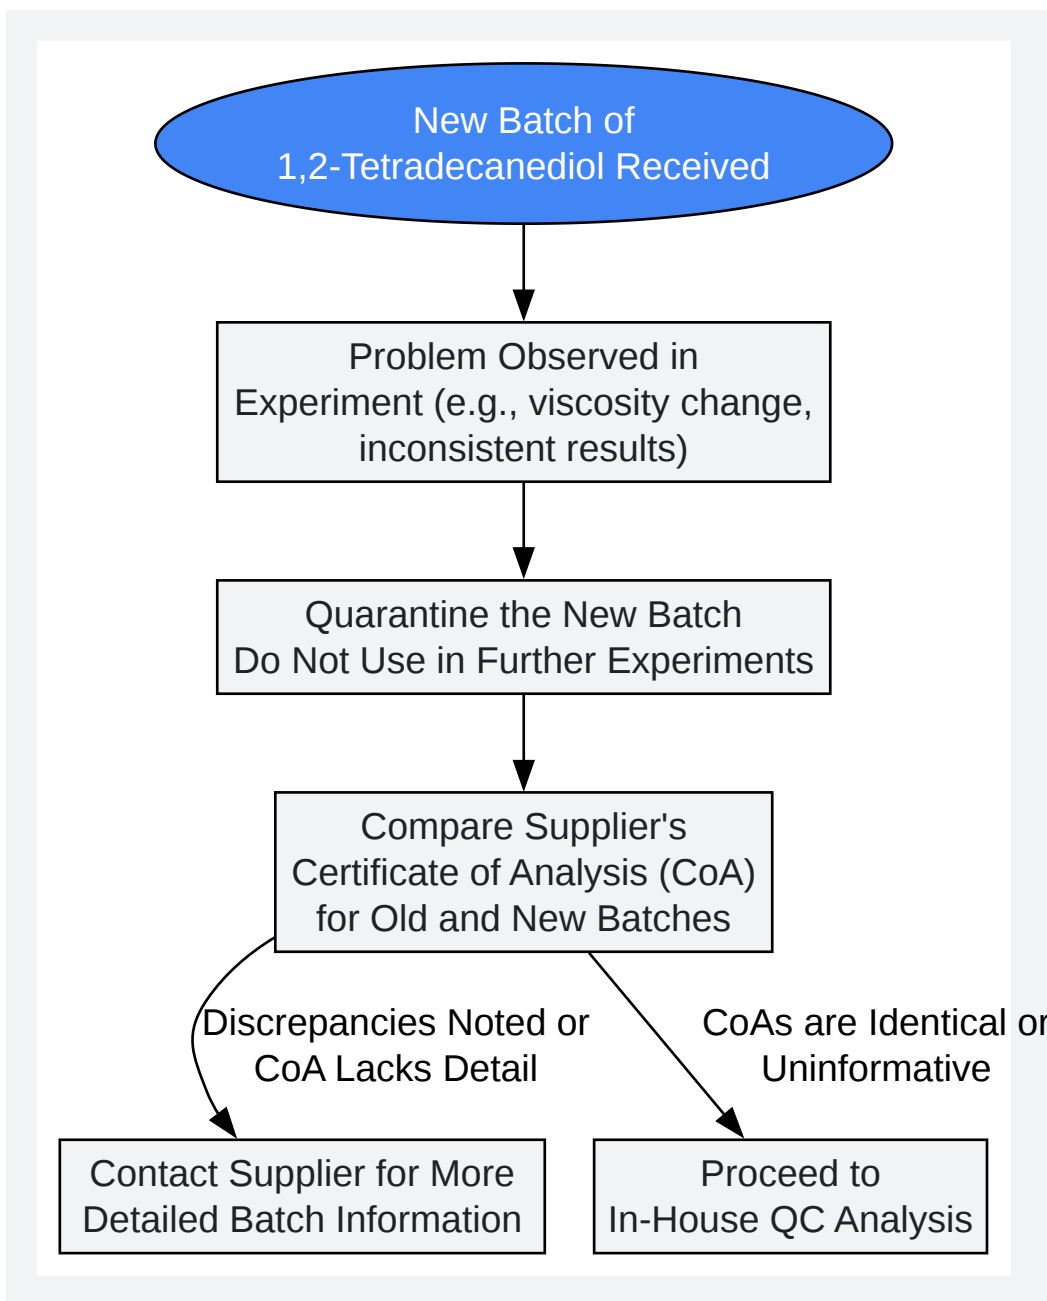 New Batch of
1,2-Tetradecanediol Received
Problem Observed in
Experiment (e.g., viscosity change,
inconsistent results)
Quarantine the New Batch
Do Not Use in Further Experiments
Compare Supplier's
Certificate of Analysis (CoA)
for Old and New Batches
Discrepancies Noted or
CoA Lacks Detail
CoAs are Identical or
Uninformative
Contact Supplier for More
Detailed Batch Information
Proceed to
In-House QC Analysis